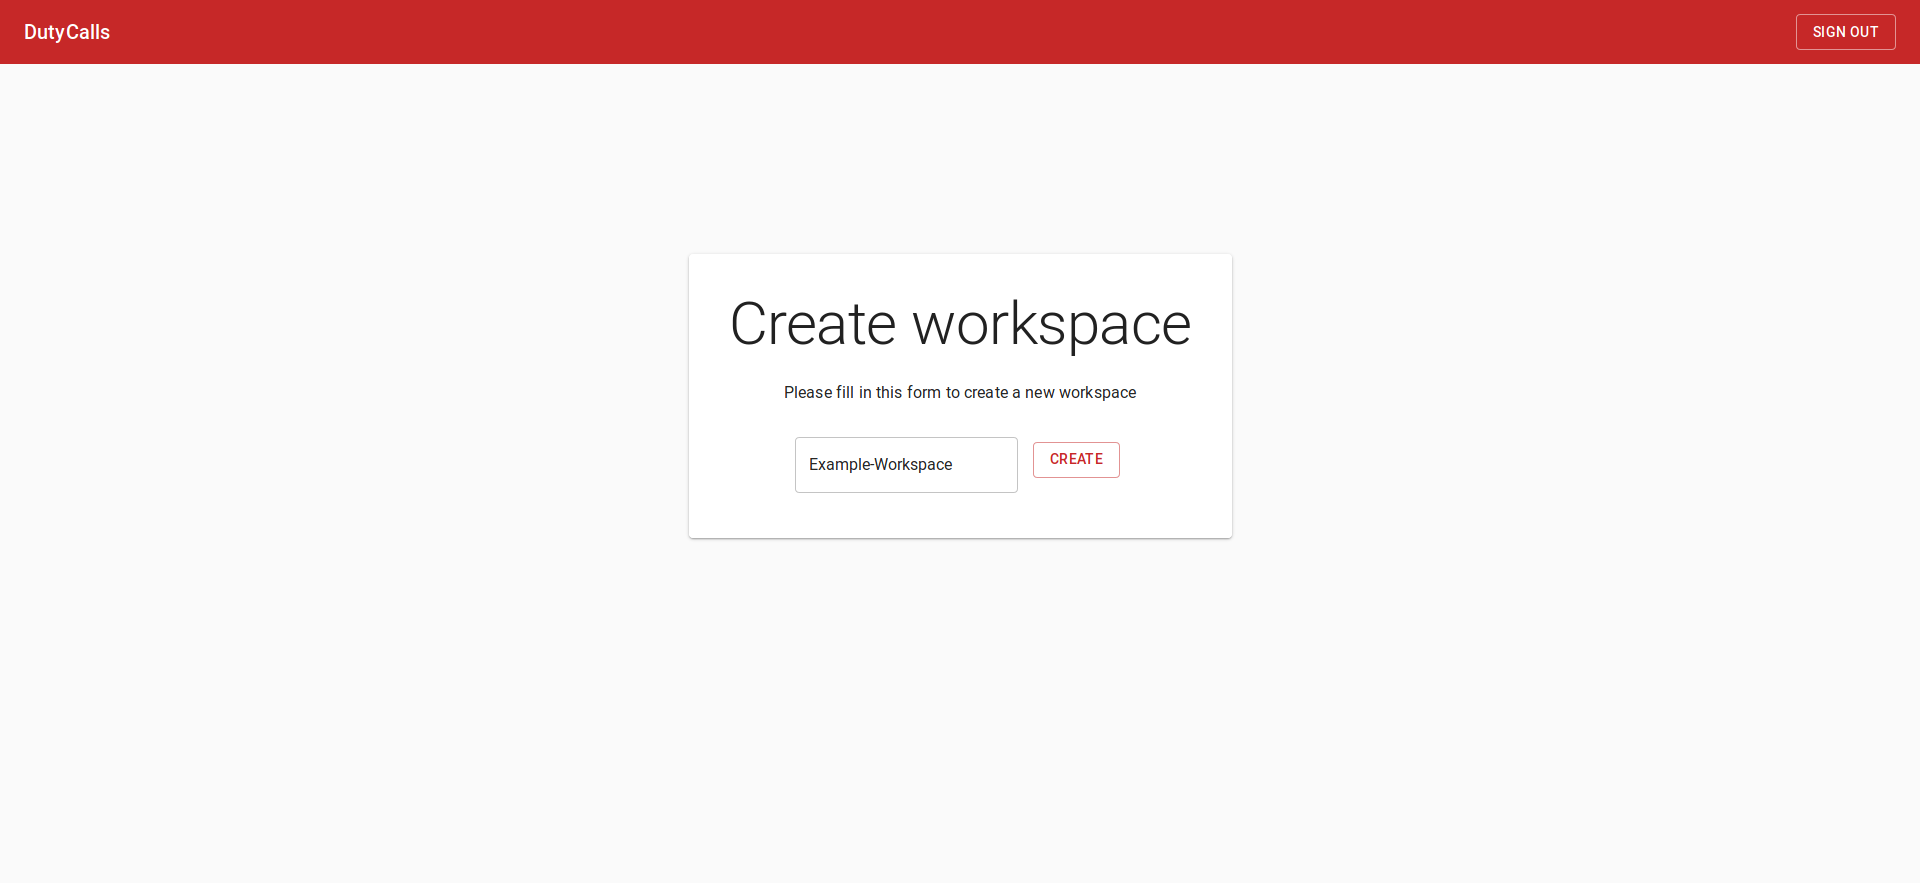 DutyCalls
SIGN OUT
Create workspace
Please fill in this form to create a new workspace
Example-Workspace
CREATE